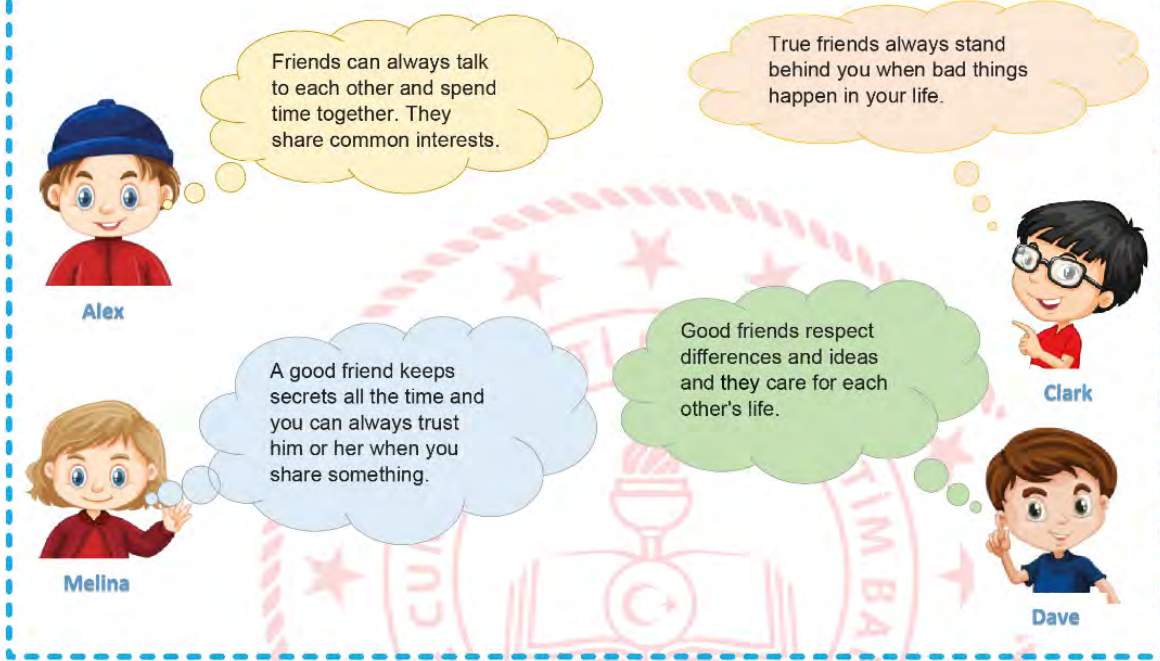 Friends can always talk
to each other and spend
time together. They
share common interests.
Alex
True friends always stand
behind you when bad things
happen in your life.
Clark
A good friend keeps
secrets all the time and
you can always trust
him or her when you
share something.
Melina
Good friends respect
differences and ideas
and they care for each
other's life.
Dave